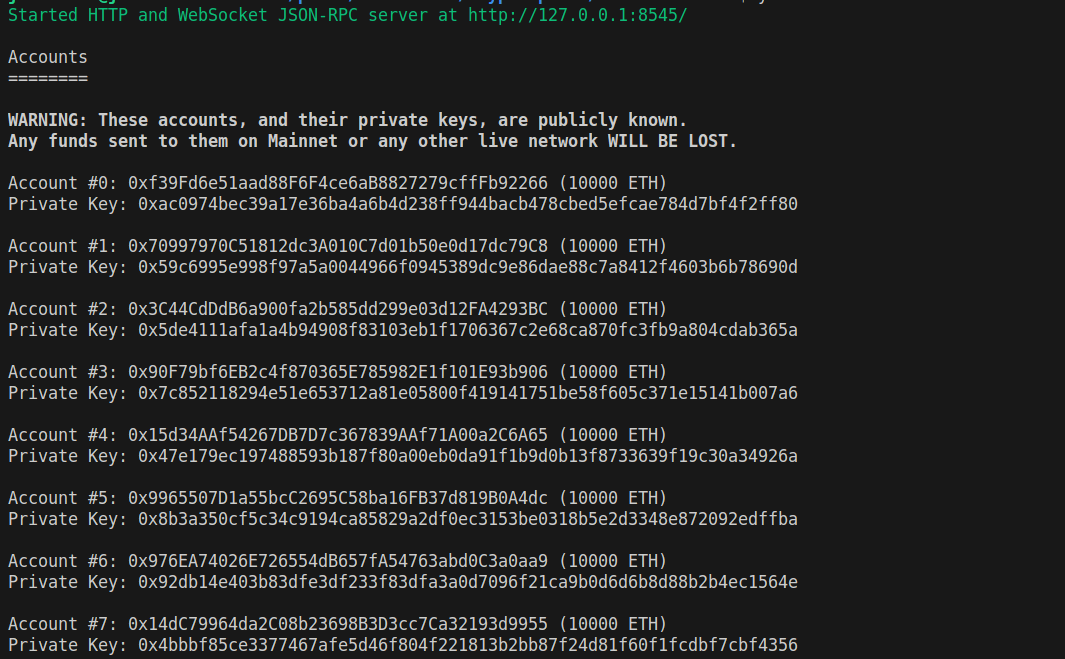 Started HTTP and WebSocket JSON-RPC server at http://127.0.0.1:8545/
Accounts
========
WARNING: These accounts, and their private keys, are publicly known.
Any funds sent to them on Mainnet or any other live network WILL BE LOST.
Account #0: 0xf39Fd6e51aad88F6F4ce6aB8827279cffFb92266 (10000 ETH)
Private Key: 0xac0974bec39a17e36ba4a6b4d238ff944bacb478cbed5efcae784d7bf4f2ff80
Account #1: 0x70997970C51812dc3A010C7d01b50e0d17dc79C8 (10000 ETH)
Private Key: 0x59c6995e998f97a5a0044966f0945389dc9e86dae88c7a8412f4603b6b78690d
Account #2: 0x3C44CdDdB6a900fa2b585dd299e03d12FA4293BC (10000 ETH)
Private Key: 0x5de4111afa1a4b94908f83103eb1f1706367c2e68ca870fc3fb9a804cdab365a
Account #3: 0x90F79bf6EB2c4f870365E785982E1f101E93b906 (10000 ETH)
Private Key: 0x7c852118294e51e653712a81e05800f419141751be58f605c371e15141b007a6
Account #4: 0x15d34AAf54267DB7D7c367839AAf71A00a2C6A65 (10000 ETH)
Private Key: 0x47e179ec197488593b187f80a00eb0da91f1b9d0b13f8733639f19c30a34926a
Account #5: 0x9965507D1a55bcC2695C58ba16FB37d819B0A4dc (10000 ETH)
Private Key: 0x8b3a350cf5c34c9194ca85829a2df0ec3153be0318b5e2d3348e872092edffba
Account #6: 0x976EA74026E726554dB657fA54763abd0C3a0aa9 (10000 ETH)
Private Key: 0x92db14e403b83dfe3df233f83dfa3a0d7096f21ca9b0d6d6b8d88b2b4ec1564e
Account #7: 0x14dC79964da2C08b23698B3D3cc7Ca32193d9955 (10000 ETH)
Private Key: 0x4bbbf85ce3377467afe5d46f804f221813b2bb87f24d81f60f1fcdbf7cbf4356